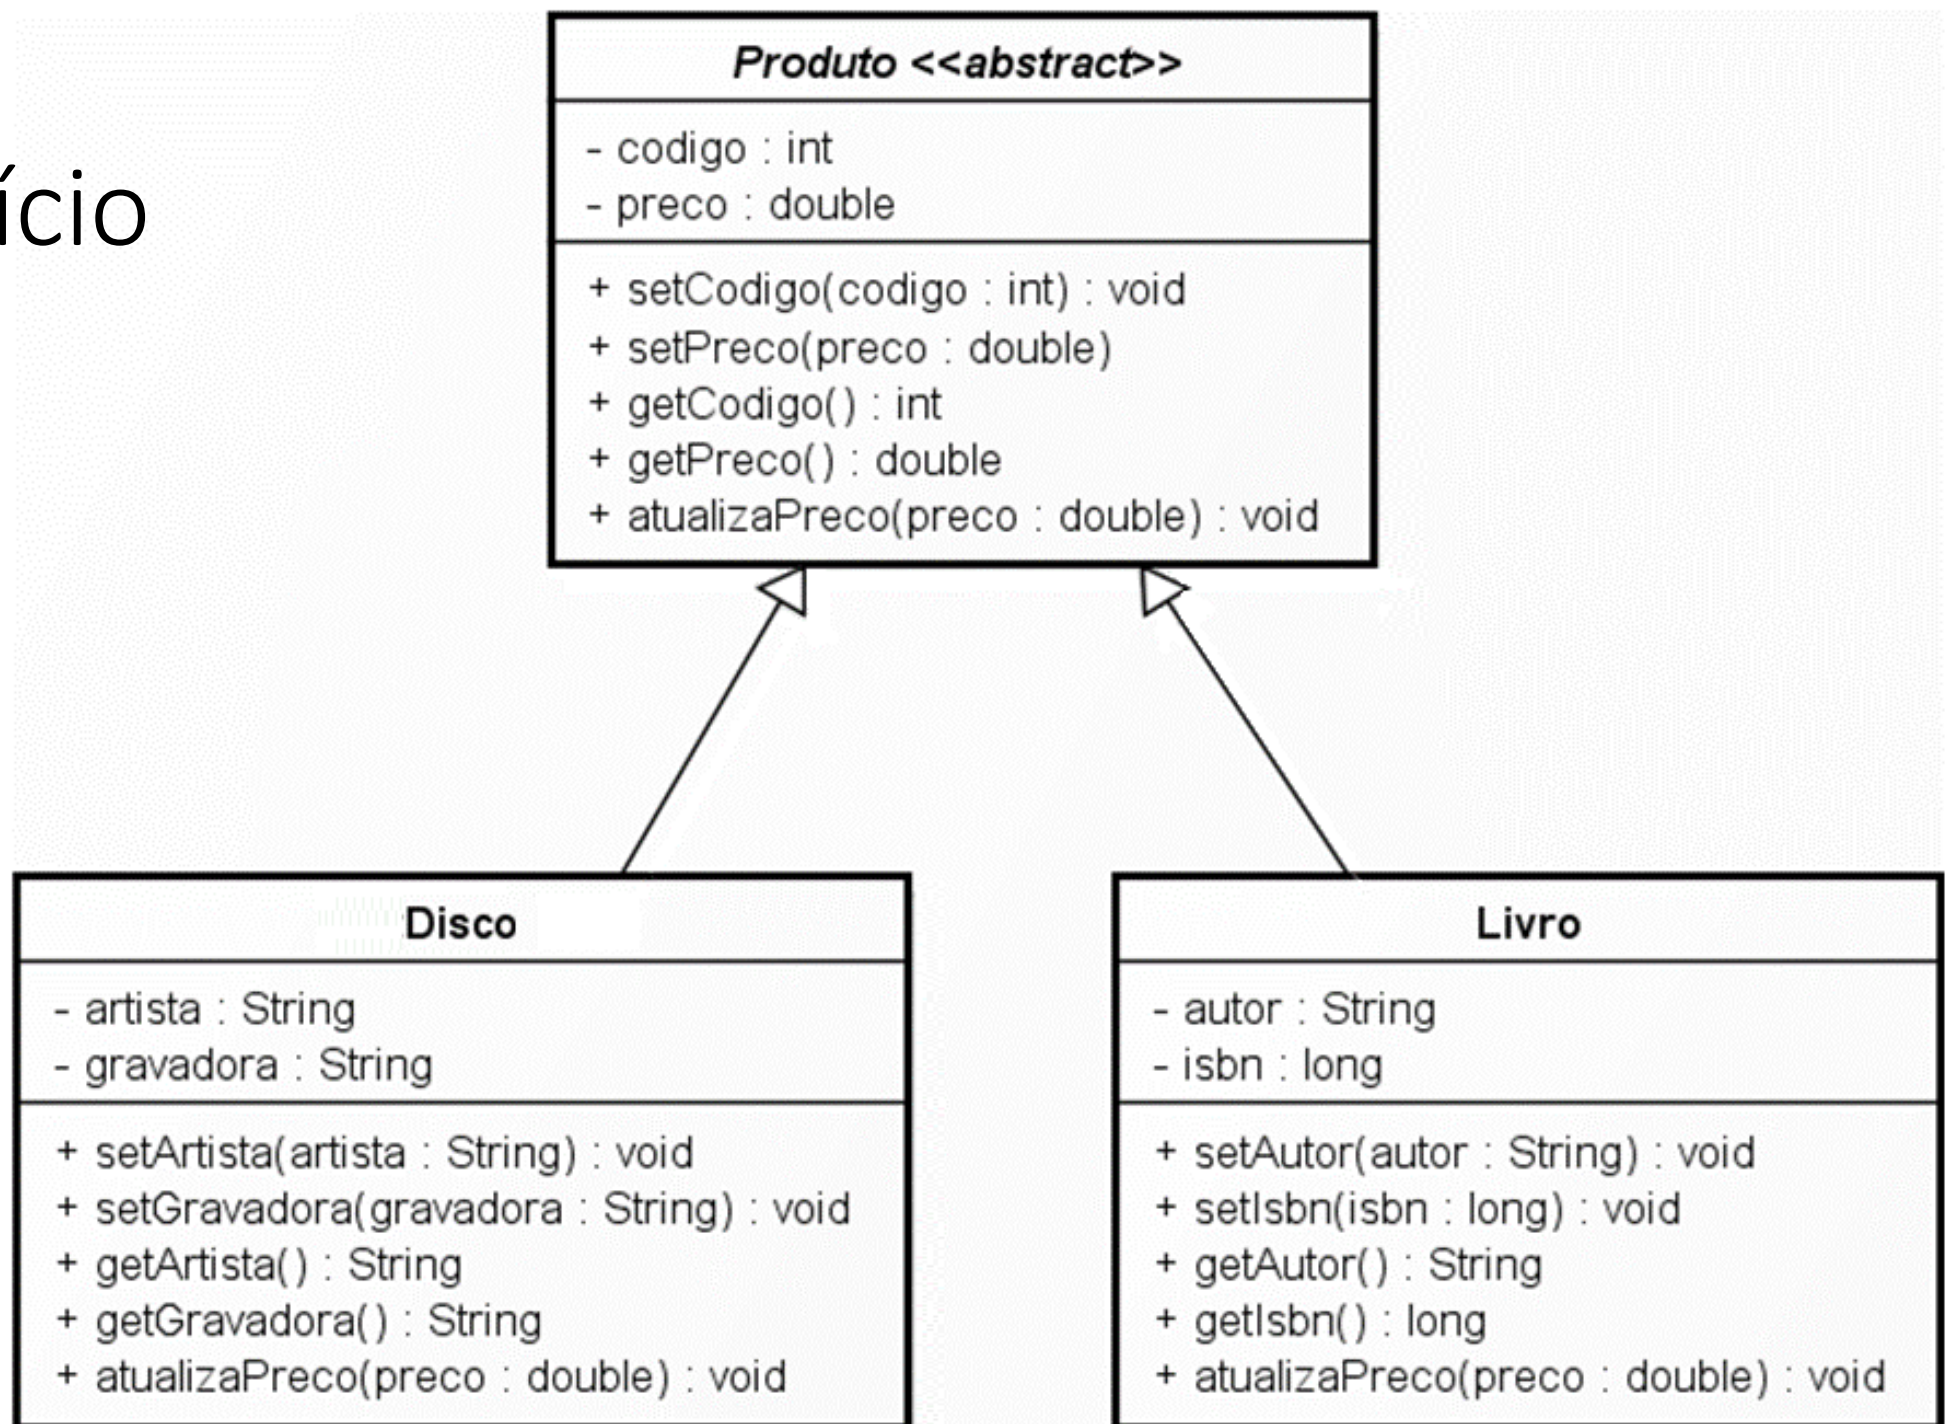 ício
Produto <<abstract>>
- codigo : int
- preco : double
+ setCodigo(codigo : int) : void
+ setPreco(preco : double)
+ getCodigo() : int
+ getPreco() : double
+ atualizaPreco(preco : double) : void
Disco
- artista : String
- gravadora : String
+ setArtista(artista : String) : void
+ setGravadora(gravadora : String) : void
+ getArtista() : String
+ getGravadora() : String
+ atualizaPreco(preco : double) : void
Livro
- autor : String
- isbn : long
+ setAutor(autor : String) : void
+ setIsbn(isbn : long) : void
+ getAutor() : String
+ getIsbn() : long
+ atualizaPreco(preco : double) : void